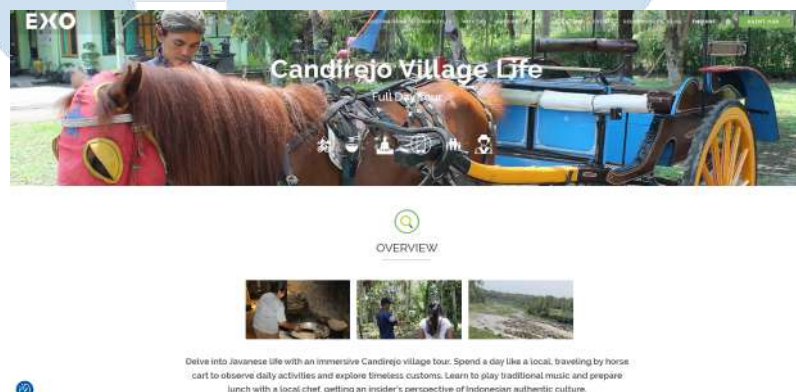 EXO
Candirejo Village Life
Full Day Tour
OVERVIEW
Delve into Javanese life with an immersive Candirejo village tour. Spend a day like a local, traveling by horse
cart to observe daily activities and explore timeless customs. Learn to play traditional music and prepare
lunch with a local chef, getting an insider's perspective of Indonesian authentic culture.